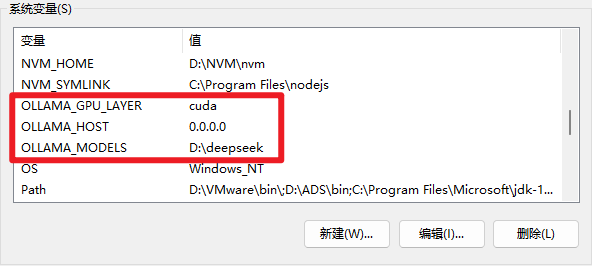 系统变量(S)
变量 值
NVM_HOME D:\NVM\nvm
NVM_SYMLINK C:\Program Files\nodejs
OLLAMA_GPU_LAYER cuda
OLLAMA_HOST 0.0.0.0
OLLAMA_MODELS D:\deepseek
OS Windows_NT
Path D:\VMware\bin\;D:\ADS\bin;C:\Program Files\Microsoft\jdk-1...
新建(W)... 编辑(I)... 删除(L)